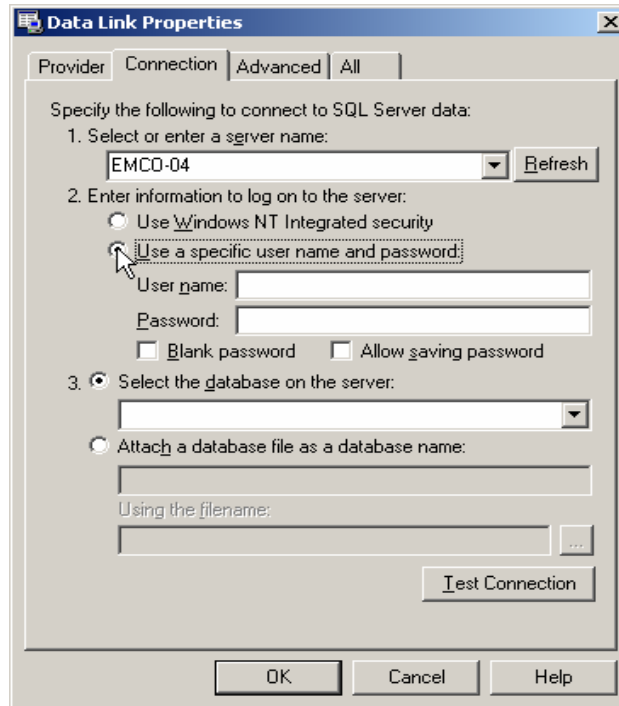 Data Link Properties
Provider Connection Advanced All
Specify the following to connect to SQL Server data:
1. Select or enter a server name:
EMCO-04 Refresh
2. Enter information to log on to the server:
Use Windows NT Integrated security
Use a specific user name and password:
User name:
Password:
Blank password Allow saving password
3. Select the database on the server:
Attach a database file as a database name:
Using the filename:
...
Test Connection
OK Cancel Help